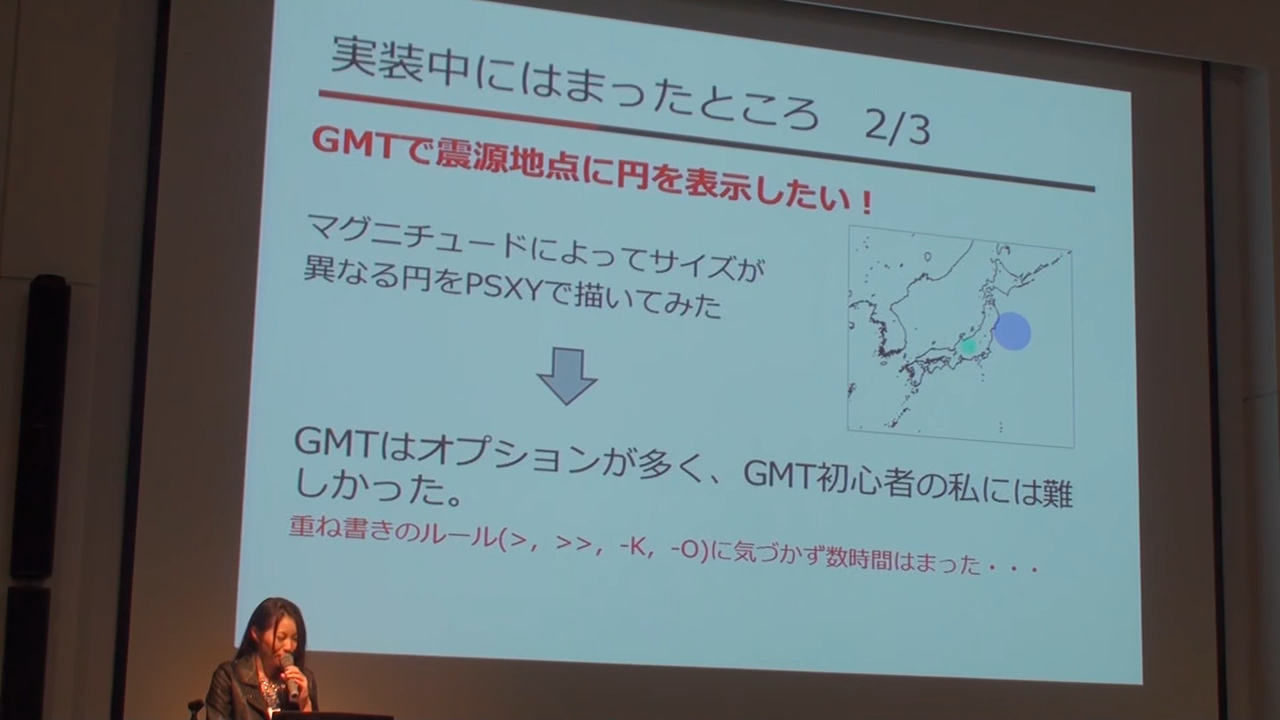 実装中にはまったところ 2/3
GMTで震源地点に円を表示したい！
マグニチュードによってサイズが
異なる円をPSXYで描いてみた
GMTはオプションが多く、GMT初心者の私には難
しかった。
重ね書きのルール(>, >>, -K, -O)に気づかず数時間はまった・・・